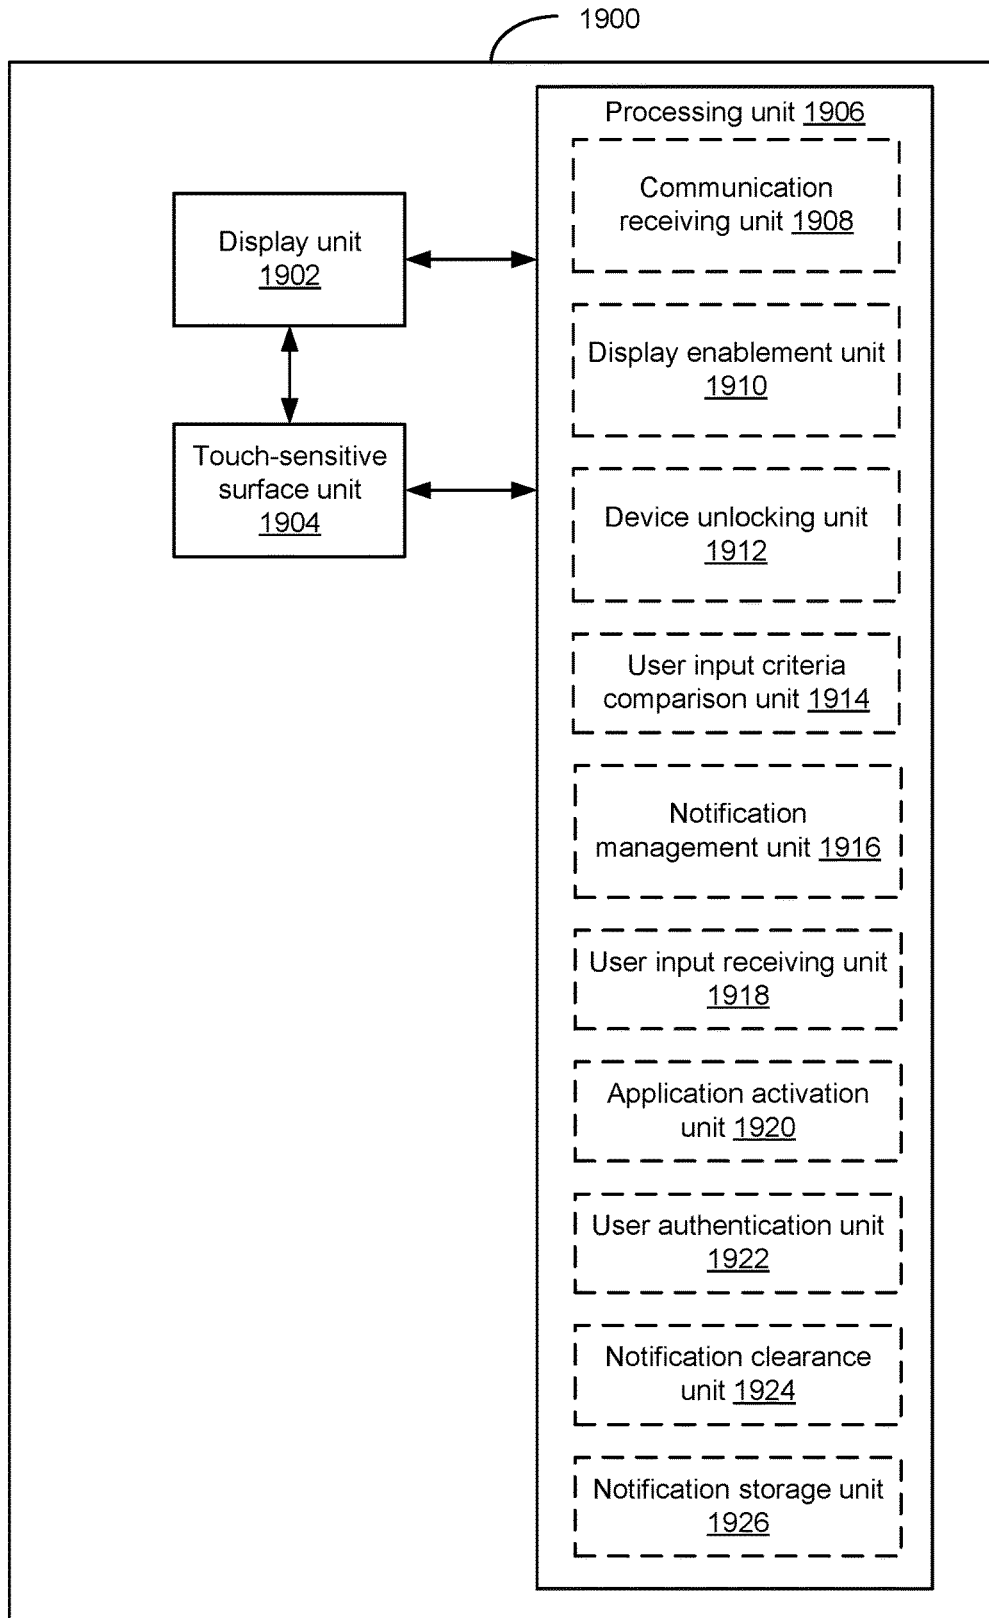 1900
Processing unit 1906
Communication
receiving unit 1908
Display unit
1902
Display enablement unit
1910
Touch-sensitive
surface unit
1904
Device unlocking unit
1912
User input criteria
comparison unit 1914
Notification
management unit 1916
User input receiving unit
1918
Application activation
unit 1920
User authentication unit
1922
Notification clearance
unit 1924
Notification storage unit
1926